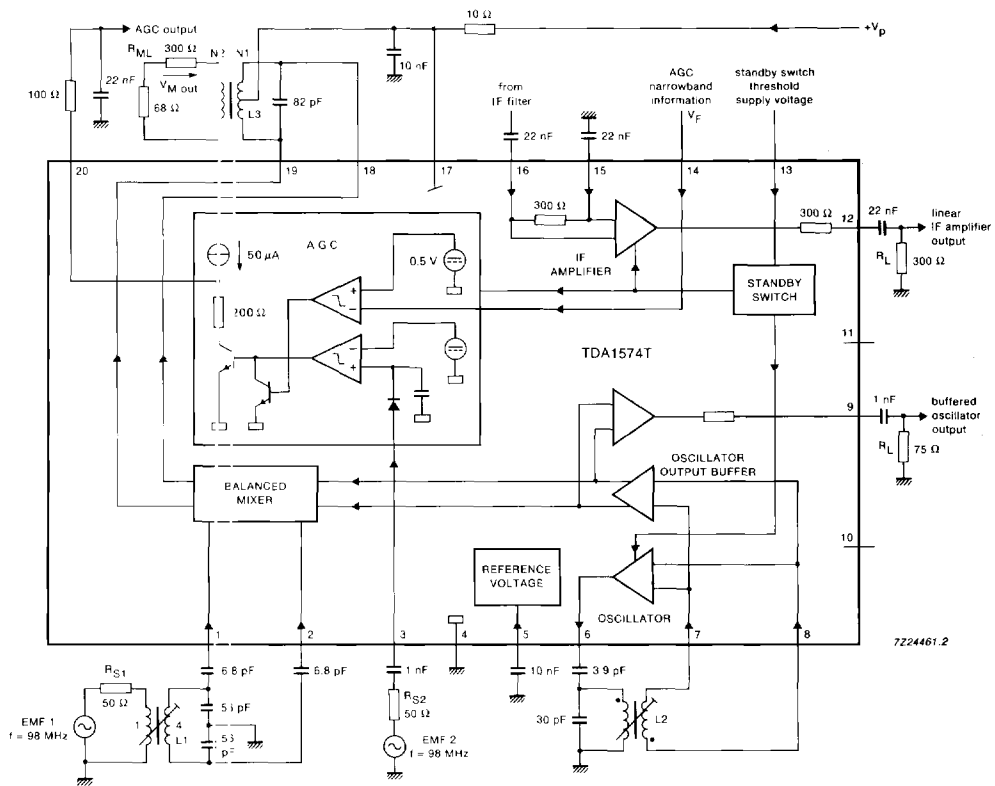 10 Ω
+Vp
AGC output
RML
300 Ω
N2
N1
22 nF
VM out
100 Ω
68 Ω
L3
82 pF
10 nF
from
IF filter
AGC
narrowband
information
VF
standby switch
threshold
supply voltage
22 nF
22 nF
20
19
18
17
16
15
14
13
300 Ω
300 Ω
12
22 nF
linear
IF amplifier
output
RL
300 Ω
AGC
50 μA
0.5 V
IF
AMPLIFIER
STANDBY
SWITCH
200 Ω
+
−
−
+
TDA1574T
11
9
1 nF
buffered
oscillator
output
RL
75 Ω
OSCILLATOR
OUTPUT BUFFER
BALANCED
MIXER
10
REFERENCE
VOLTAGE
OSCILLATOR
1
2
3
4
5
6
7
8
7Z24461.2
6.8 pF
6.8 pF
1 nF
10 nF
3.9 pF
RS1
50 Ω
RS2
50 Ω
EMF 1
f = 98 MHz
1
4
L1
56 pF
56
pF
EMF 2
f = 98 MHz
30 pF
L2